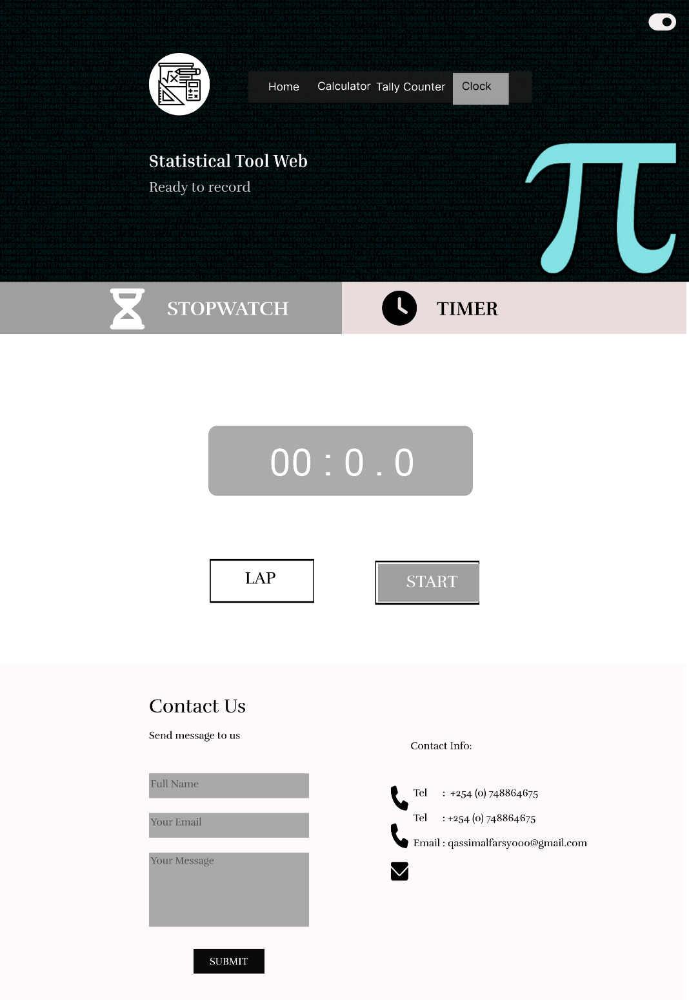 Home Calculator Tally Counter Clock
Statistical Tool Web
Ready to record
STOPWATCH TIMER
00 : 0 . 0
LAP START
Contact Us
Send message to us
Contact Info:
Full Name
Your Email
Your Message
Tel : +254 (0) 748864675
Tel : +254 (0) 748864675
Email : qassimalfarsyooo@gmail.com
SUBMIT